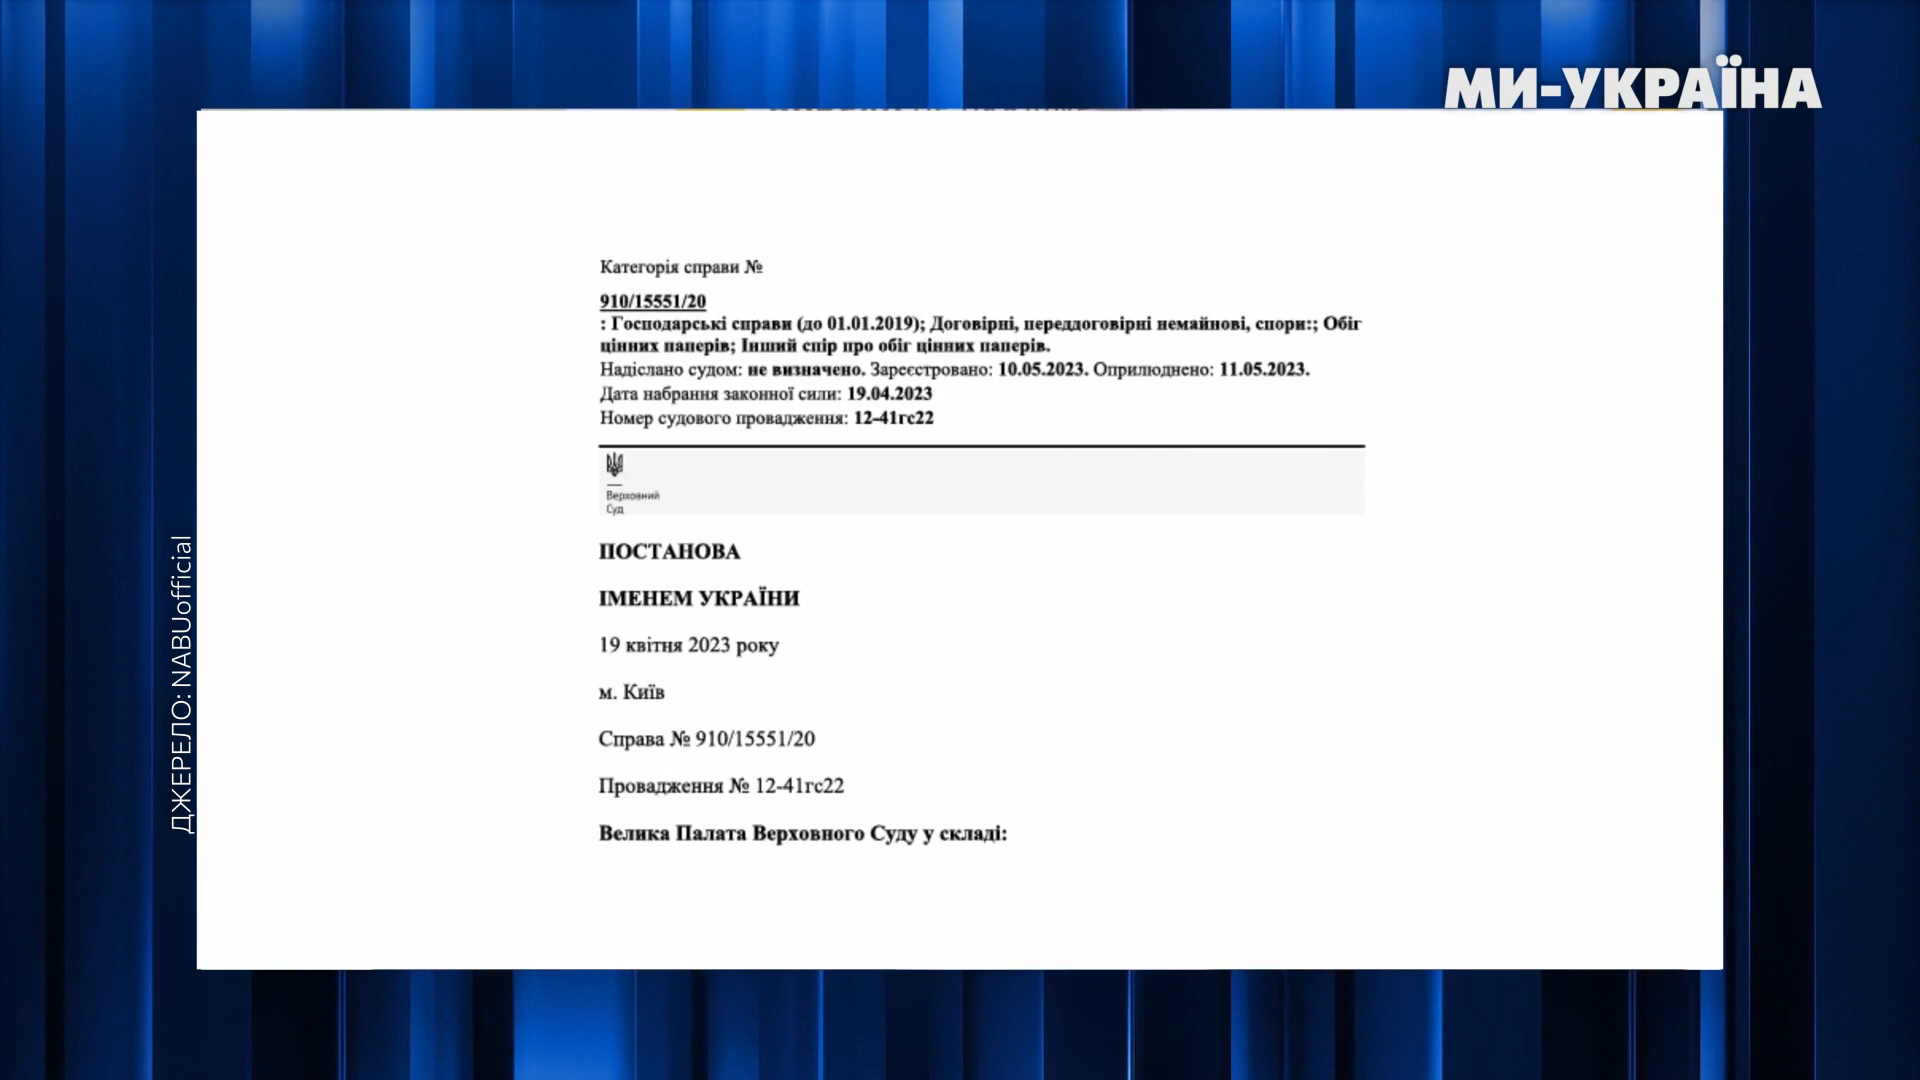 МИ-УКРАЇНА
Категорія справи №
910/15551/20
: Господарські справи (до 01.01.2019); Договірні, переддоговірні немайнові, спори:; Обіг
цінних паперів; Інший спір про обіг цінних паперів.
Надіслано судом: не визначено. Зареєстровано: 10.05.2023. Оприлюднено: 11.05.2023.
Дата набрання законної сили: 19.04.2023
Номер судового провадження: 12-41гс22
Верховний
Суд
ПОСТАНОВА
ІМЕНЕМ УКРАЇНИ
19 квітня 2023 року
м. Київ
Справа № 910/15551/20
Провадження № 12-41гс22
Велика Палата Верховного Суду у складі:
ДЖЕРЕЛО: NABUofficial